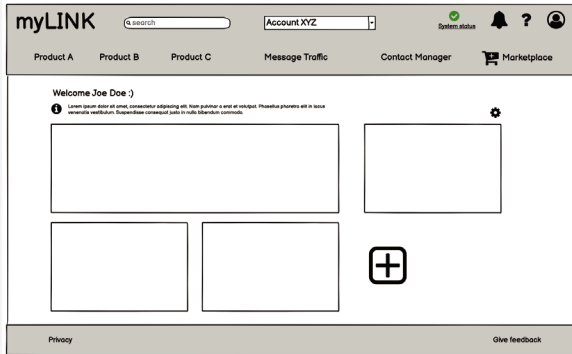 myLINK
search
Account XYZ
System status
?
Product A
Product B
Product C
Message Traffic
Contact Manager
Marketplace
Welcome Joe Doe :)
Lorem ipsum dolor sit amet, consectetur adipiscing elit. Nam pulvinar a erat et volutpat. Phasellus pharetra elit in lacus
venenatis vestibulum. Suspendisse consequat justo in nulla bibendum commodo.
Privacy
Give feedback